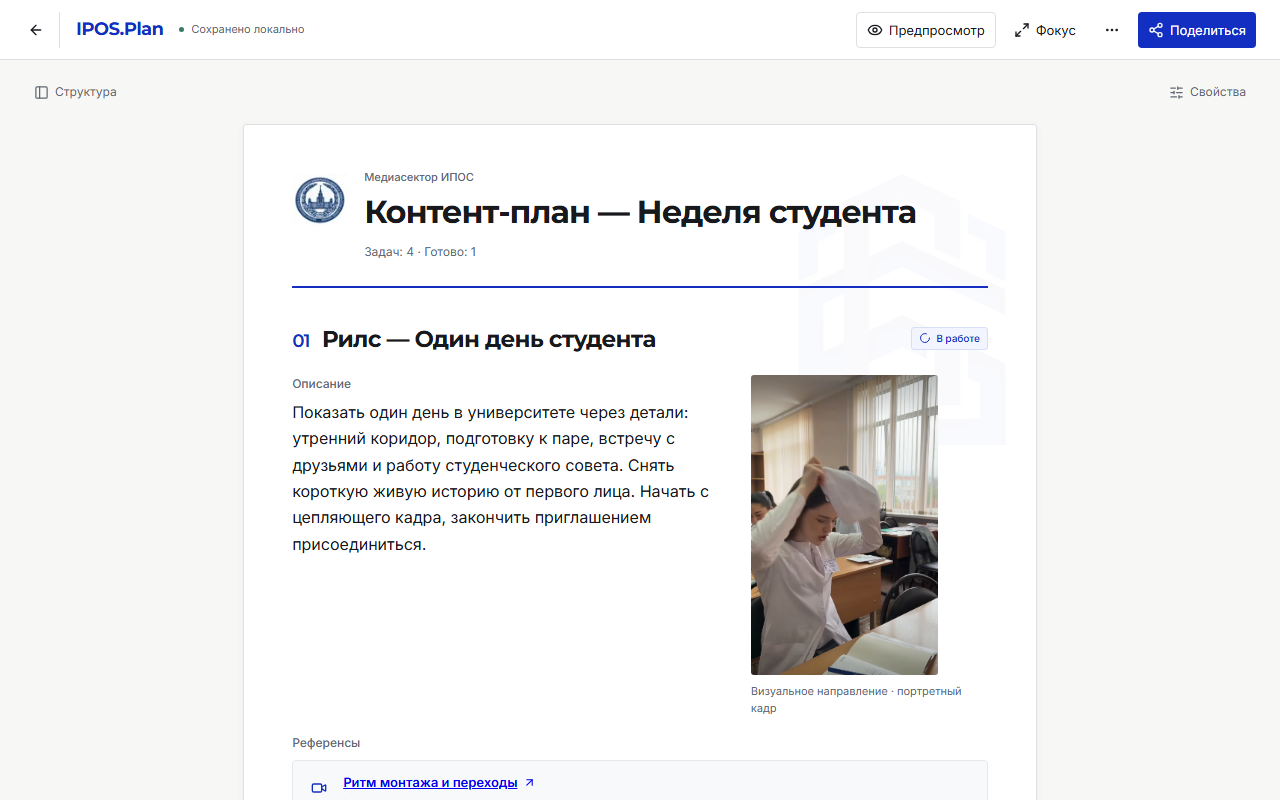 IPOS.Plan
Сохранено локально
Предпросмотр
Фокус
Поделиться
Структура
Свойства
Медиасектор ИПОС
Контент-план — Неделя студента
Задач: 4 · Готово: 1
01 Рилс — Один день студента
В работе
Описание
Показать один день в университете через детали:
утренний коридор, подготовку к паре, встречу с
друзьями и работу студенческого совета. Снять
короткую живую историю от первого лица. Начать с
цепляющего кадра, закончить приглашением
присоединиться.
Визуальное направление · портретный
кадр
Референсы
Ритм монтажа и переходы